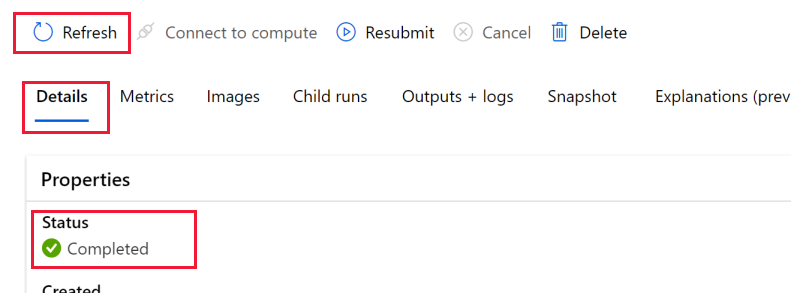 Refresh Connect to compute Resubmit Cancel Delete
Details Metrics Images Child runs Outputs + logs Snapshot Explanations (prev
Properties
Status
Completed
Created